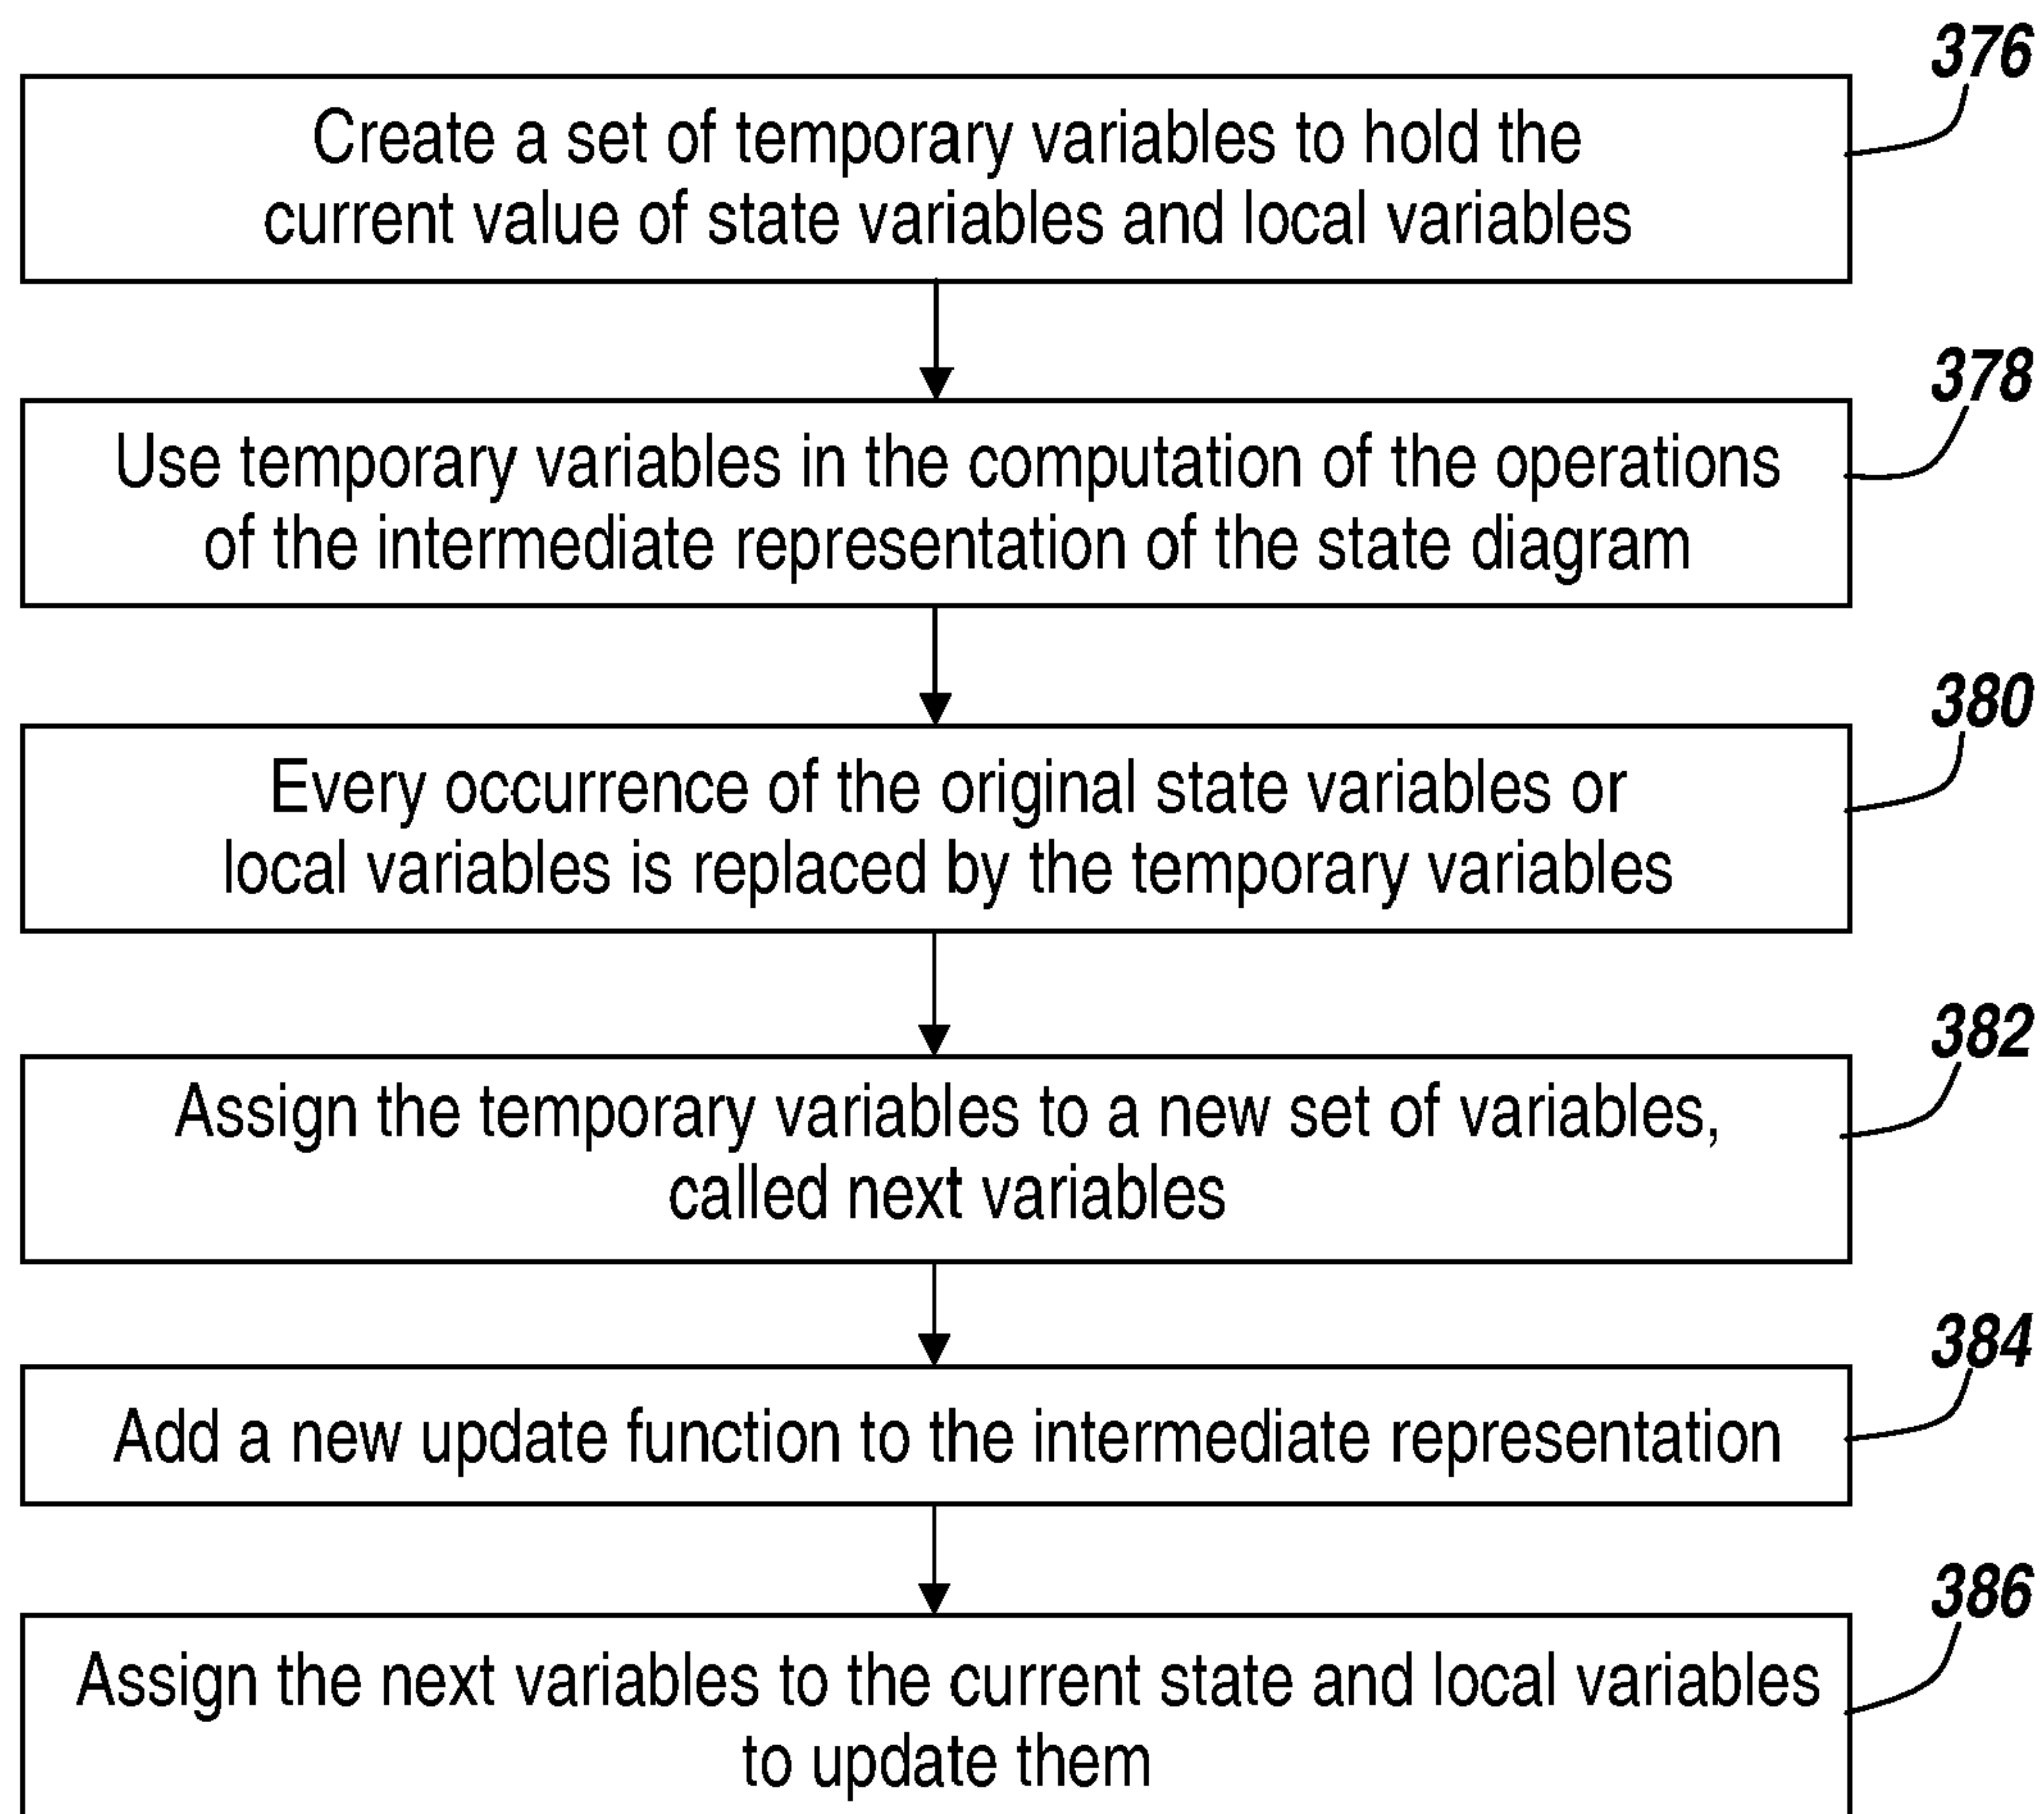 376
Create a set of temporary variables to hold the
current value of state variables and local variables
378
Use temporary variables in the computation of the operations
of the intermediate representation of the state diagram
380
Every occurrence of the original state variables or
local variables is replaced by the temporary variables
382
Assign the temporary variables to a new set of variables,
called next variables
384
Add a new update function to the intermediate representation
386
Assign the next variables to the current state and local variables
to update them